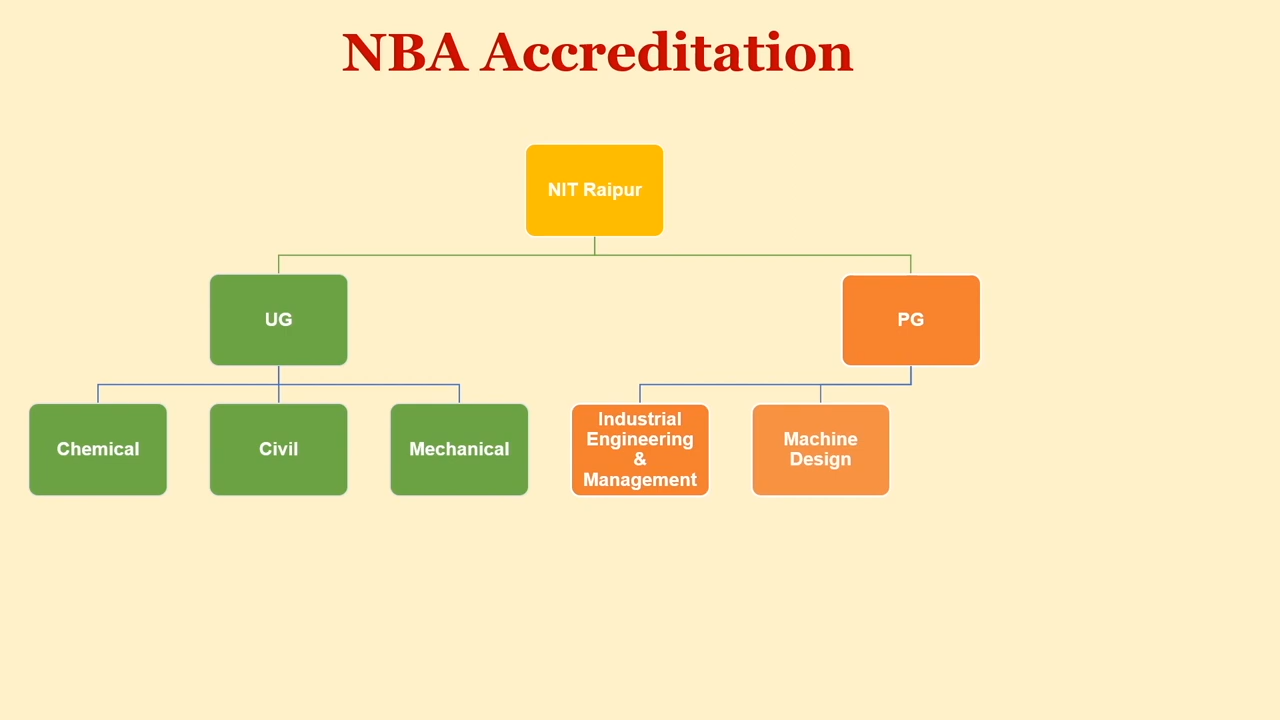 NBA Accreditation
NIT Raipur
UG
PG
Chemical
Civil
Mechanical
Industrial
Engineering
&
Management
Machine
Design